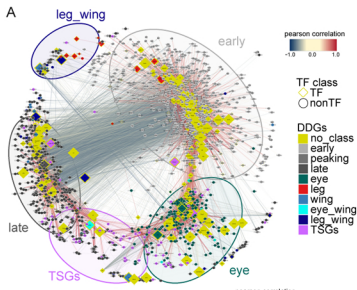 A
leg_wing
early
late
TSGs
eye
pearson correlation
-1.0 0.0 1.0
TF class
TF
nonTF
DDGs
no_class
early
peaking
late
eye
leg
wing
eye_wing
leg_wing
TSGs